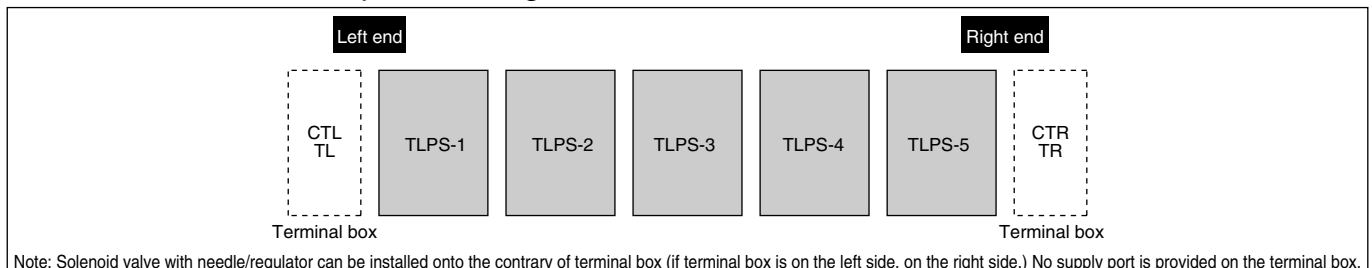 Left end
Right end
CTL
TL
TLPS-1
TLPS-2
TLPS-3
TLPS-4
TLPS-5
CTR
TR
Terminal box
Terminal box
Note: Solenoid valve with needle/regulator can be installed onto the contrary of terminal box (if terminal box is on the left side, on the right side.) No supply port is provided on the terminal box.